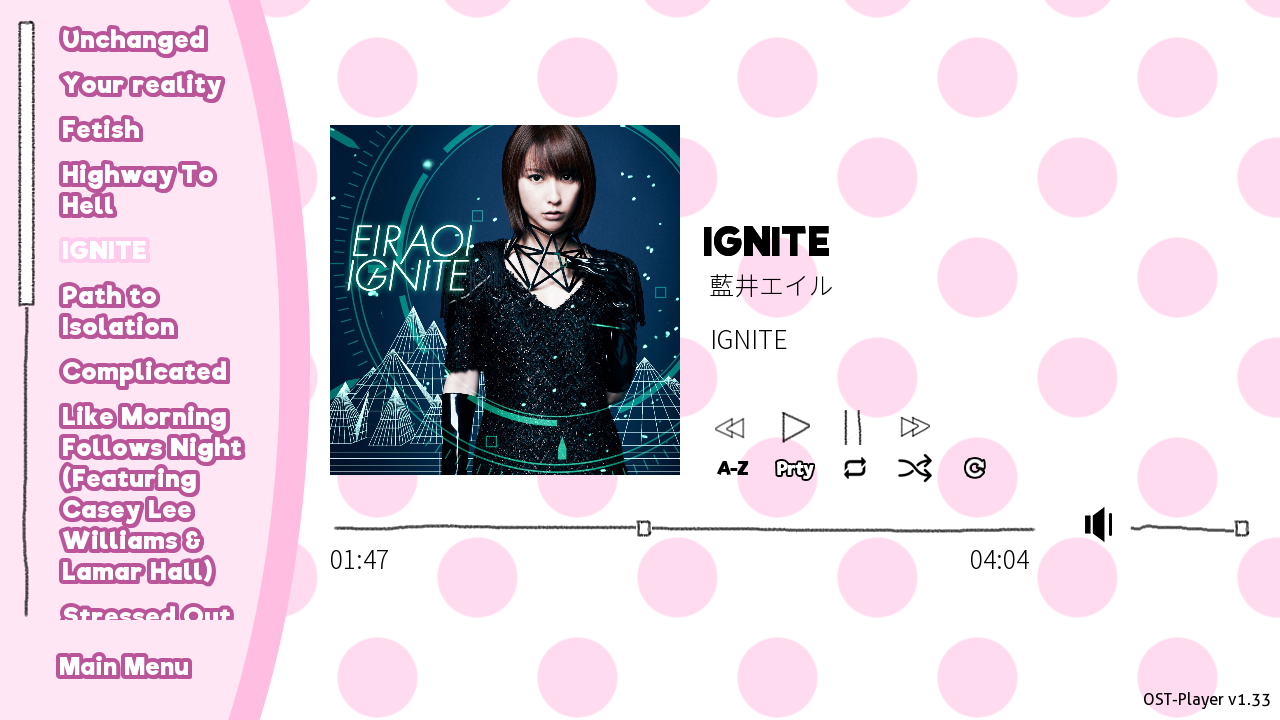 Unchanged
Your reality
Fetish
Highway To
Hell
IGNITE
Path to
Isolation
Complicated
Like Morning
Follows Night
(Featuring
Casey Lee
Williams &
Lamar Hall)
Stressed Out
Main Menu
EIRAOI
IGNITE
IGNITE
藍井エイル
IGNITE
A-Z
Prty
01:47
04:04
OST-Player v1.33